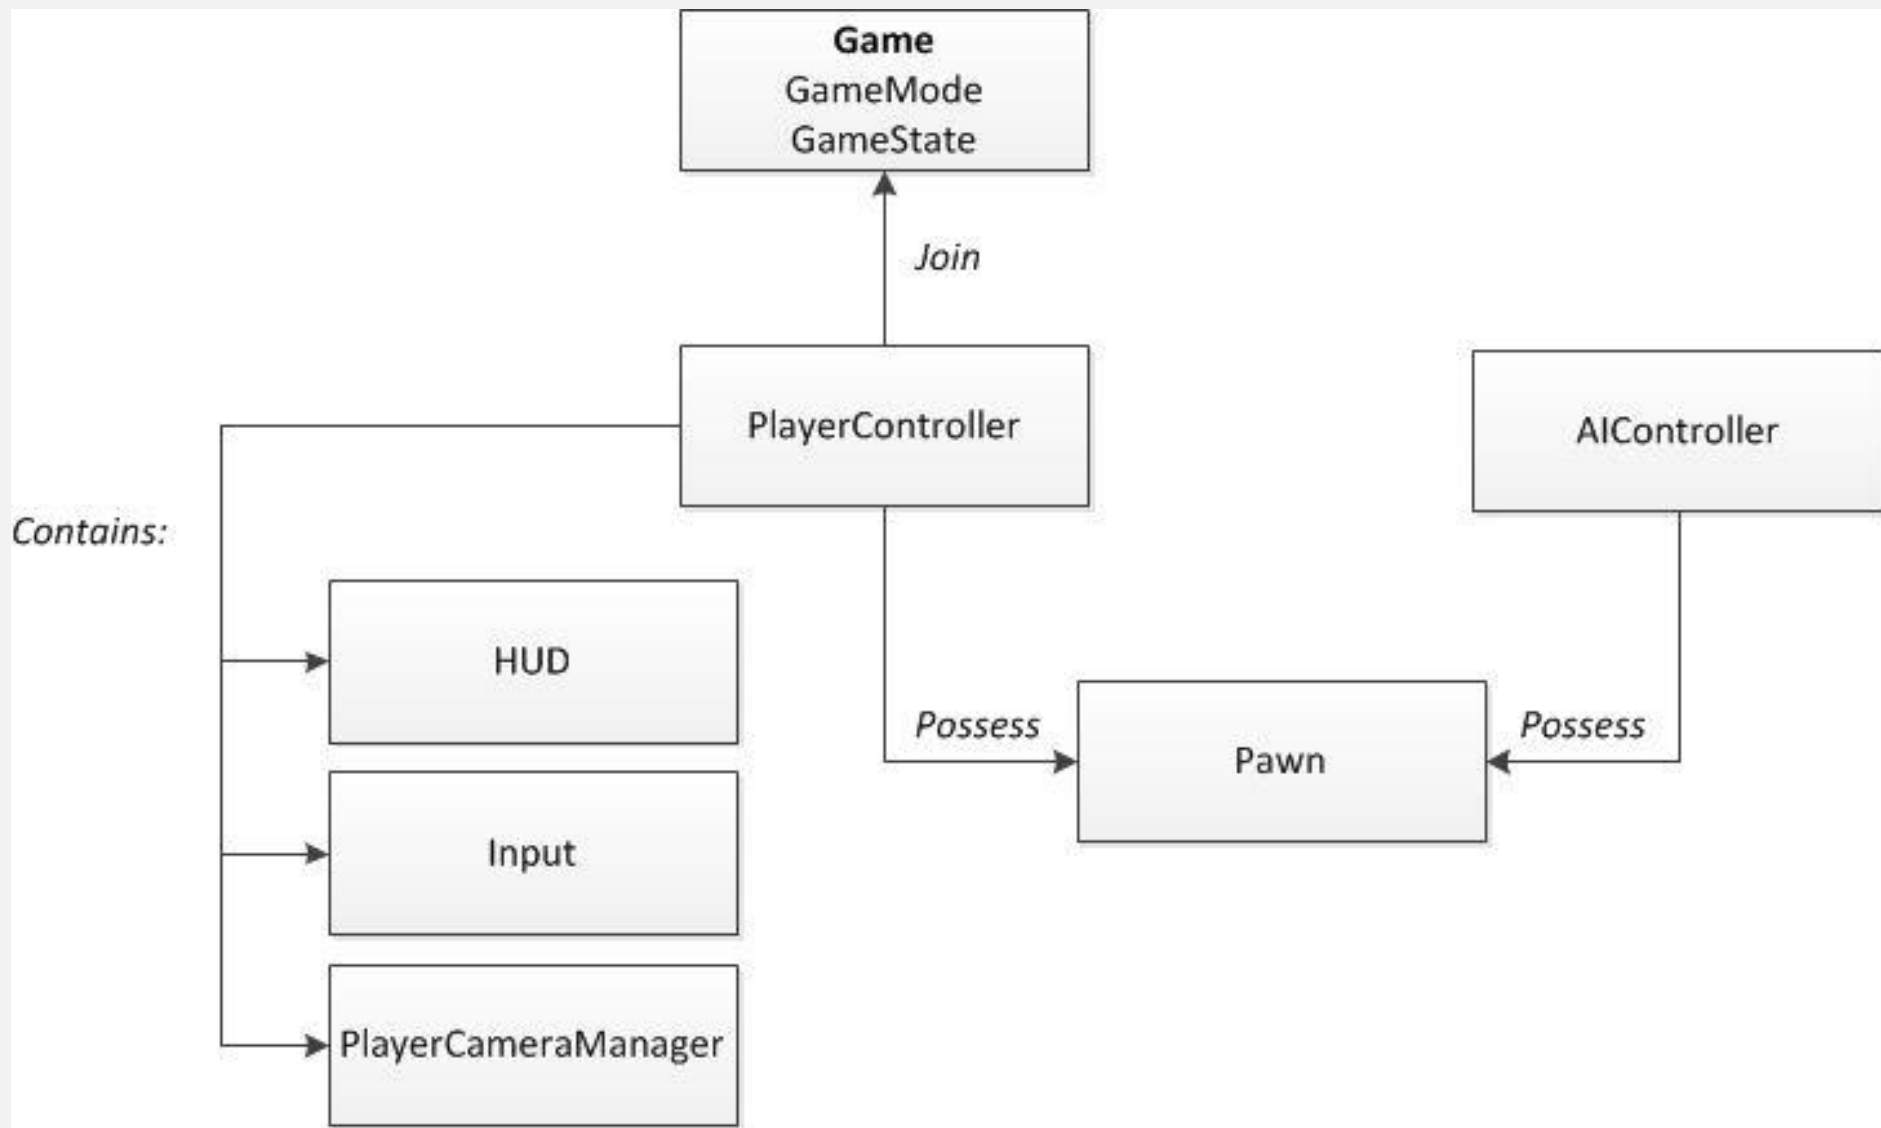 Game
GameMode
GameState
Join
PlayerController
AIController
Contains:
HUD
Possess
Possess
Pawn
Input
PlayerCameraManager